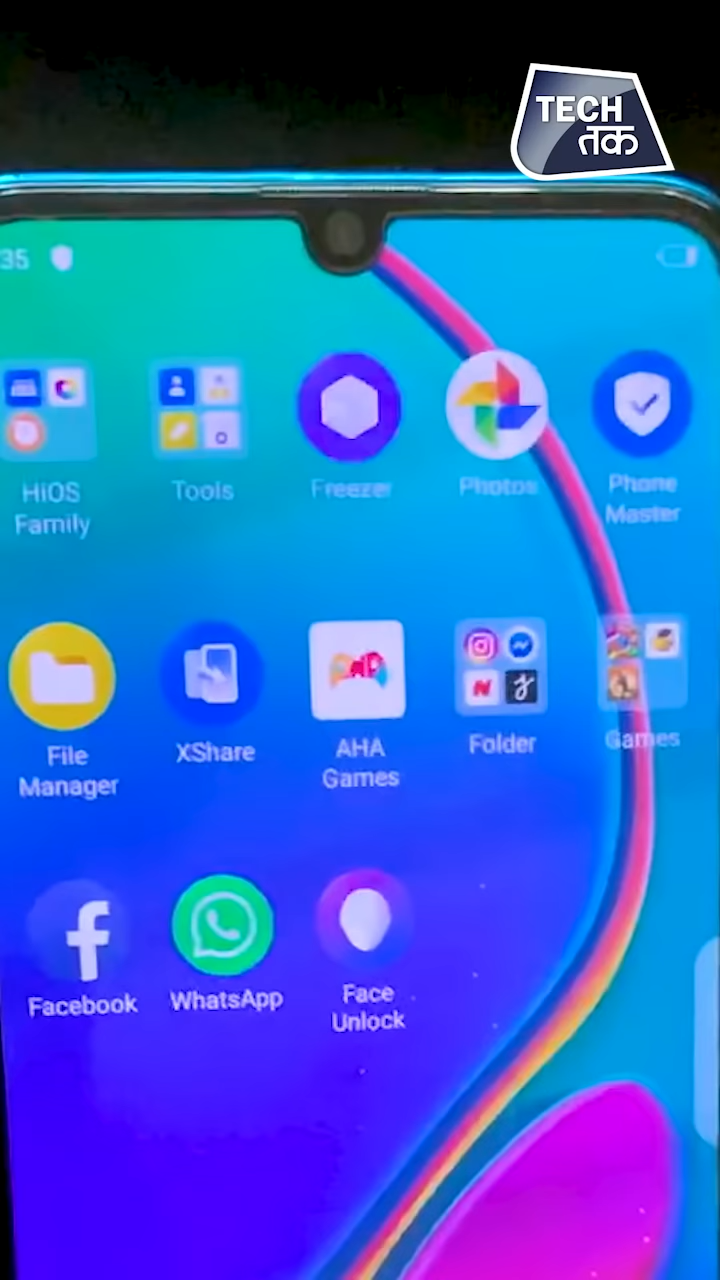 TECH
तक
35
HiOS
Family
Tools
Freezer
Photos
Phone
Master
File
Manager
XShare
AHA
Games
Folder
Games
Facebook
WhatsApp
Face
Unlock